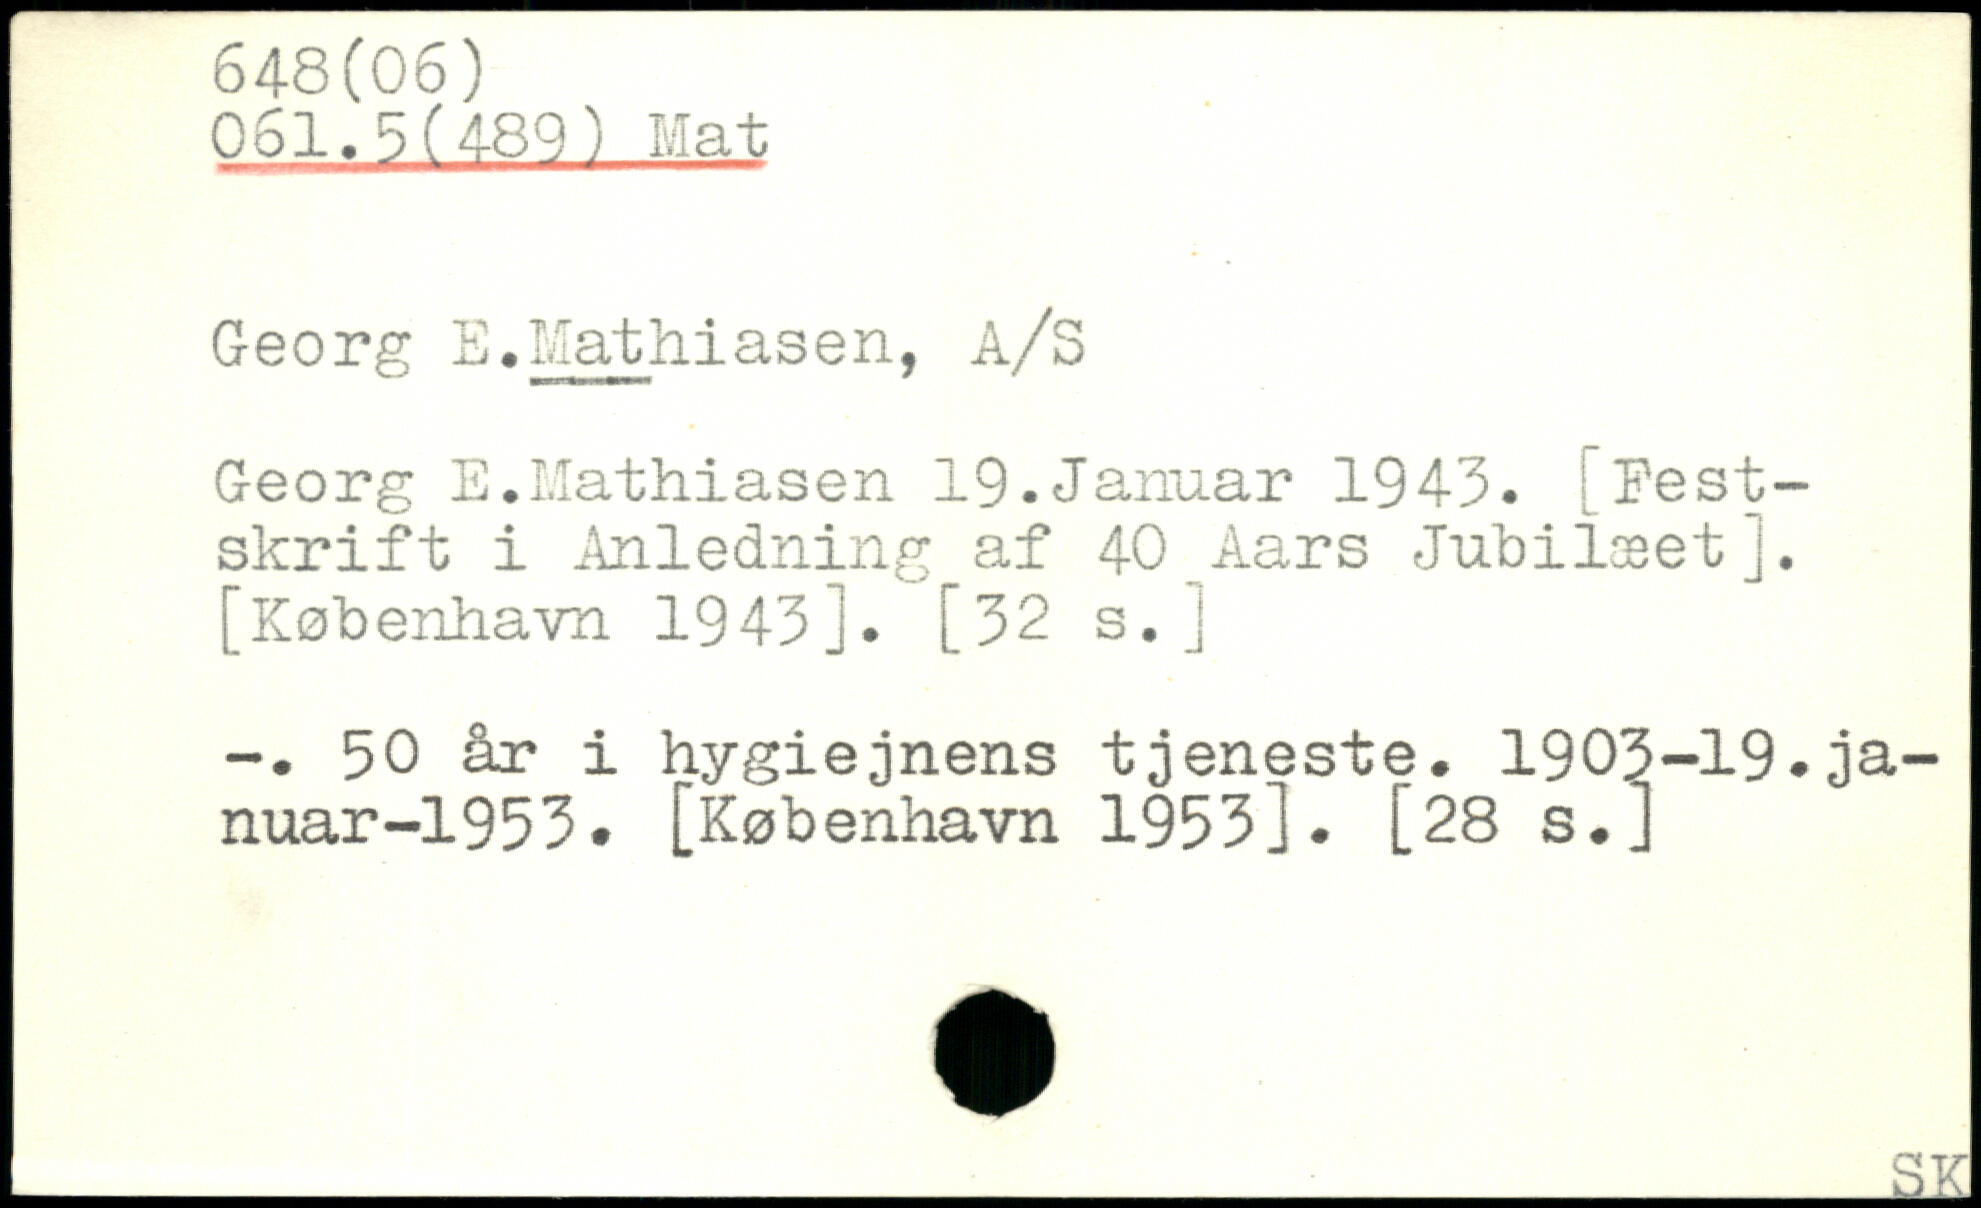 648(06)
061.5(489) Mat
Georg E.Mathiasen, A/S
Georg E.Mathiasen 19.Januar 1943. [Fest-
skrift i Anledning af 40 Aars Jubilæet].
[København 1943]. [32 s.]
-. 50 år i hygiejnens tjeneste. 1903-19.ja-
nuar-1953. [København 1953]. [28 s.]
SK